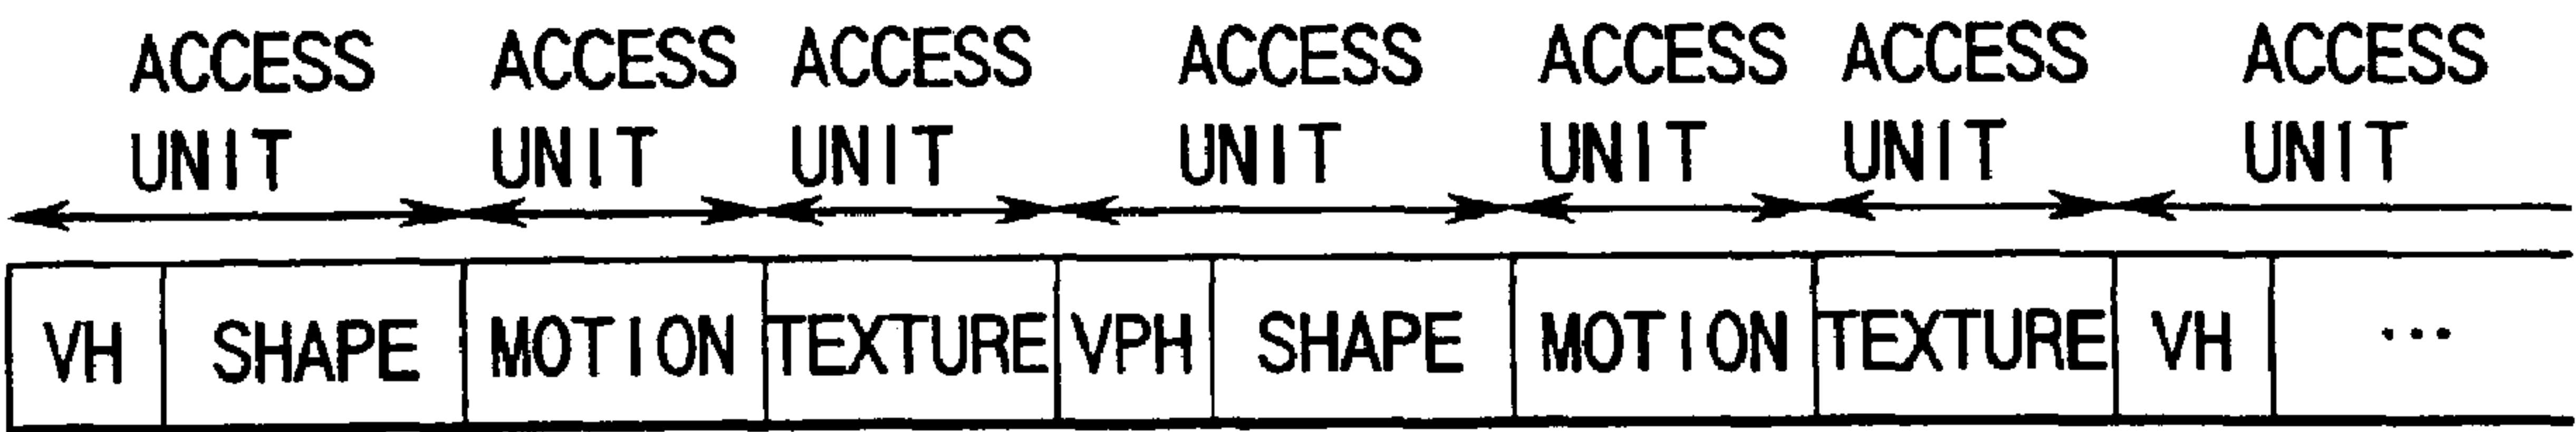 ACCESS ACCESS ACCESS ACCESS ACCESS ACCESS ACCESS
UNIT UNIT UNIT UNIT UNIT UNIT UNIT
VH SHAPE MOTION TEXTURE VPH SHAPE MOTION TEXTURE VH ...